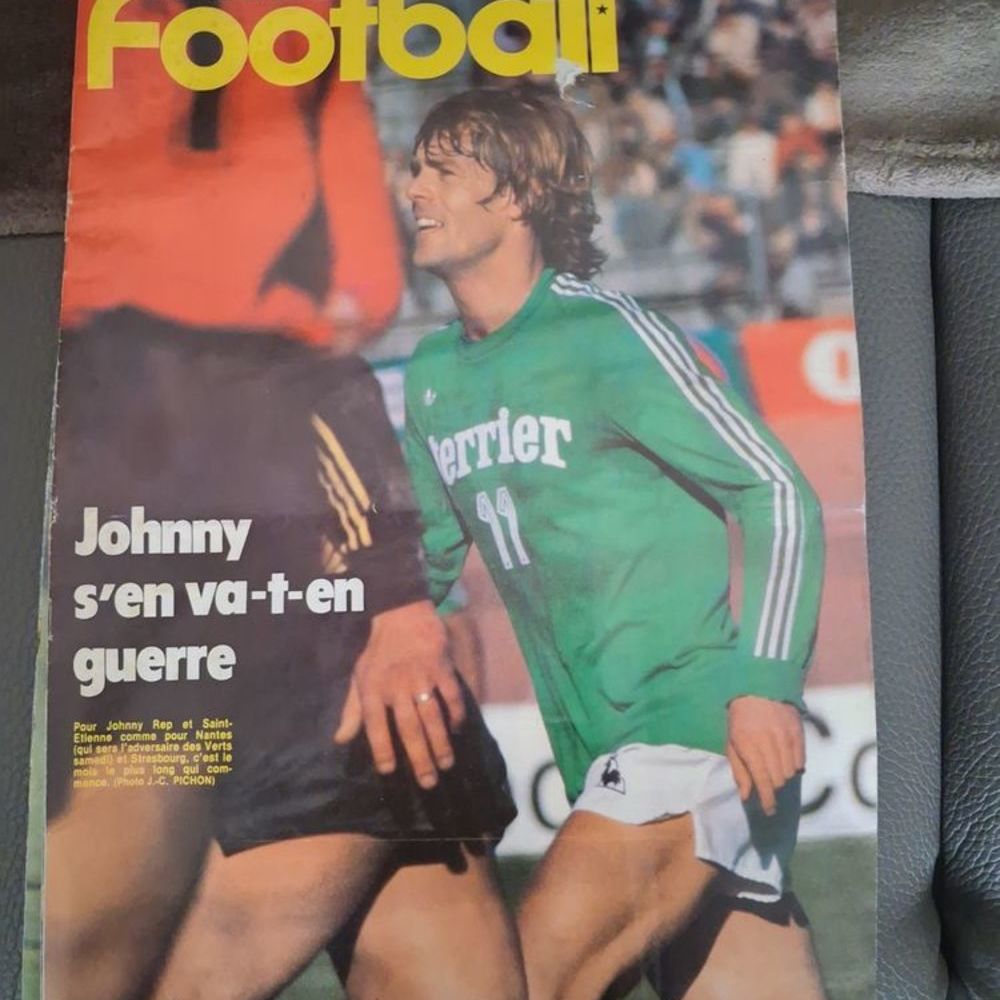 Football
Johnny
s'en va-t-en
guerre
Pour Johnny Rep et Saint-
Etienne comme pour Nantes
(qui sera l'adversaire des Verts
samedi) et Strasbourg, c'est le
mois le plus long qui com-
mence. (Photo J.-C. PICHON)
perrier
11